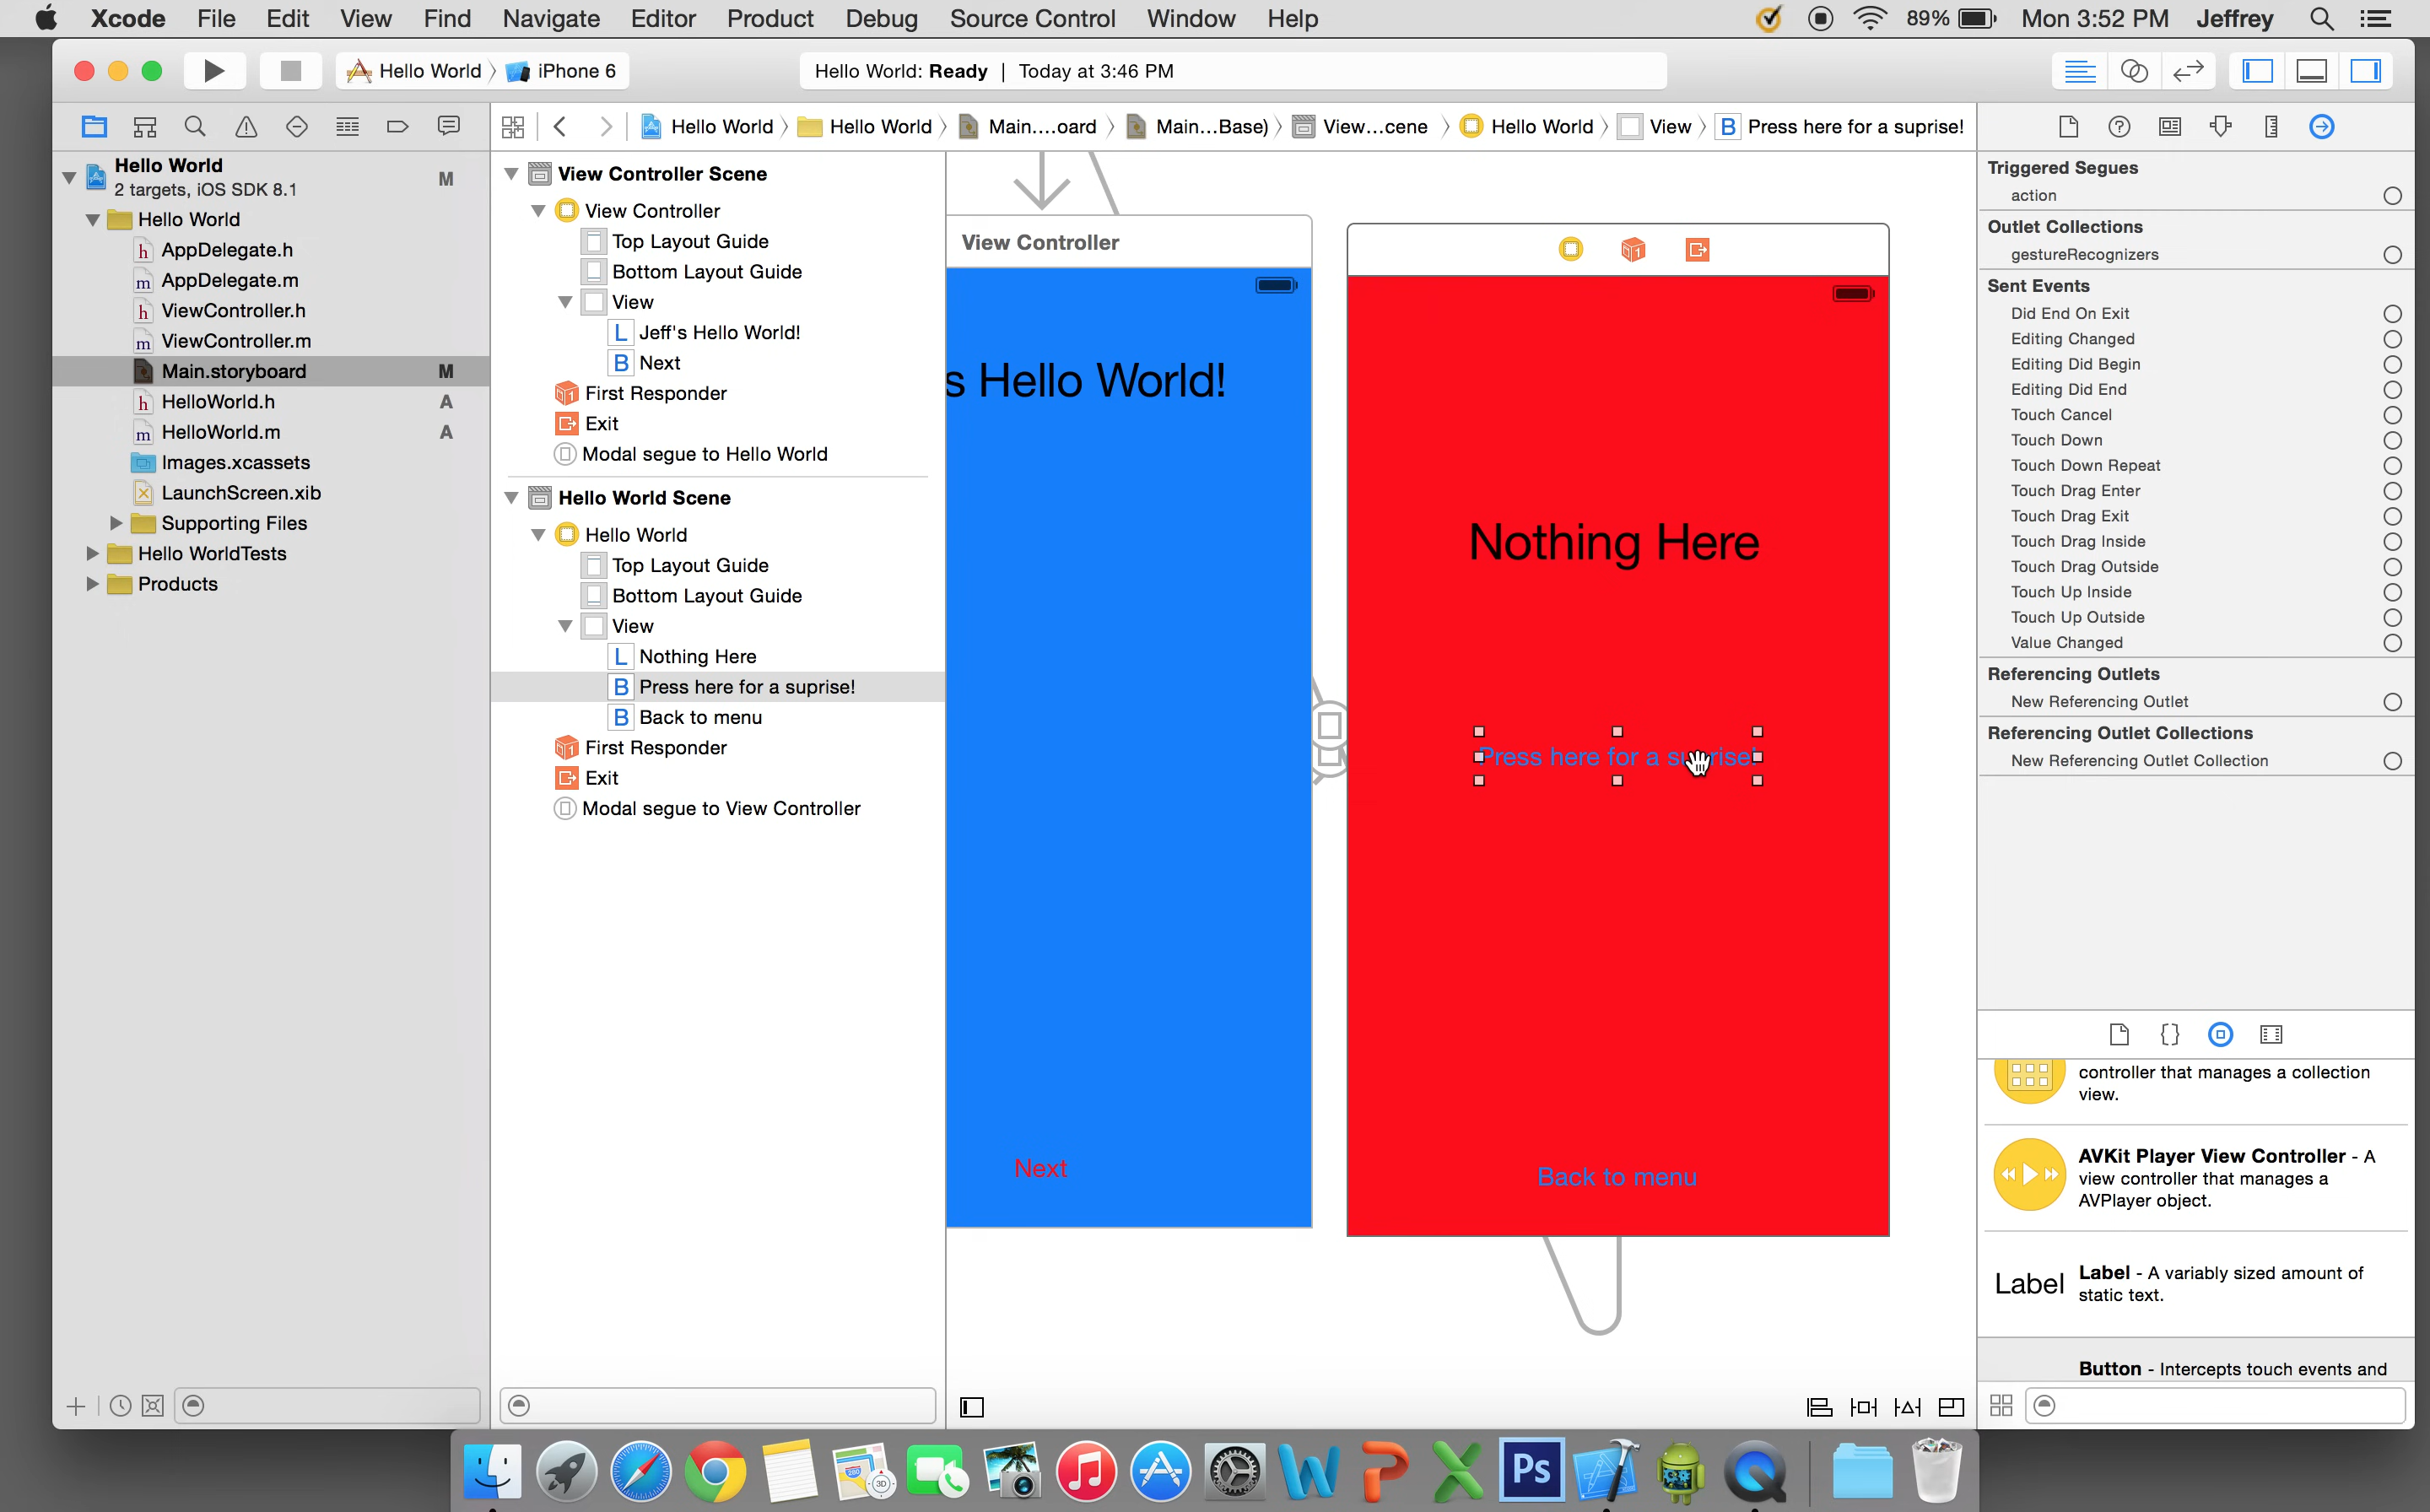 Xcode File Edit View Find Navigate Editor Product Debug Source Control Window Help 89% Mon 3:52 PM Jeffrey
Hello World iPhone 6 Hello World: Ready | Today at 3:46 PM
Hello World Hello World Main....oard Main...Base) View...cene Hello World View B Press here for a suprise!
Hello World
2 targets, iOS SDK 8.1 M
Hello World
h AppDelegate.h
m AppDelegate.m
h ViewController.h
m ViewController.m
Main.storyboard M
h HelloWorld.h A
m HelloWorld.m A
Images.xcassets
LaunchScreen.xib
Supporting Files
Hello WorldTests
Products
View Controller Scene
View Controller
Top Layout Guide
Bottom Layout Guide
View
L Jeff's Hello World!
B Next
First Responder
Exit
Modal segue to Hello World
Hello World Scene
Hello World
Top Layout Guide
Bottom Layout Guide
View
L Nothing Here
B Press here for a suprise!
B Back to menu
First Responder
Exit
Modal segue to View Controller
View Controller
s Hello World!
Next
Nothing Here
Press here for a suprise!
Back to menu
Triggered Segues
action
Outlet Collections
gestureRecognizers
Sent Events
Did End On Exit
Editing Changed
Editing Did Begin
Editing Did End
Touch Cancel
Touch Down
Touch Down Repeat
Touch Drag Enter
Touch Drag Exit
Touch Drag Inside
Touch Drag Outside
Touch Up Inside
Touch Up Outside
Value Changed
Referencing Outlets
New Referencing Outlet
Referencing Outlet Collections
New Referencing Outlet Collection
controller that manages a collection
view.
AVKit Player View Controller - A
view controller that manages a
AVPlayer object.
Label
Label - A variably sized amount of
static text.
Button - Intercepts touch events and
W P X Ps